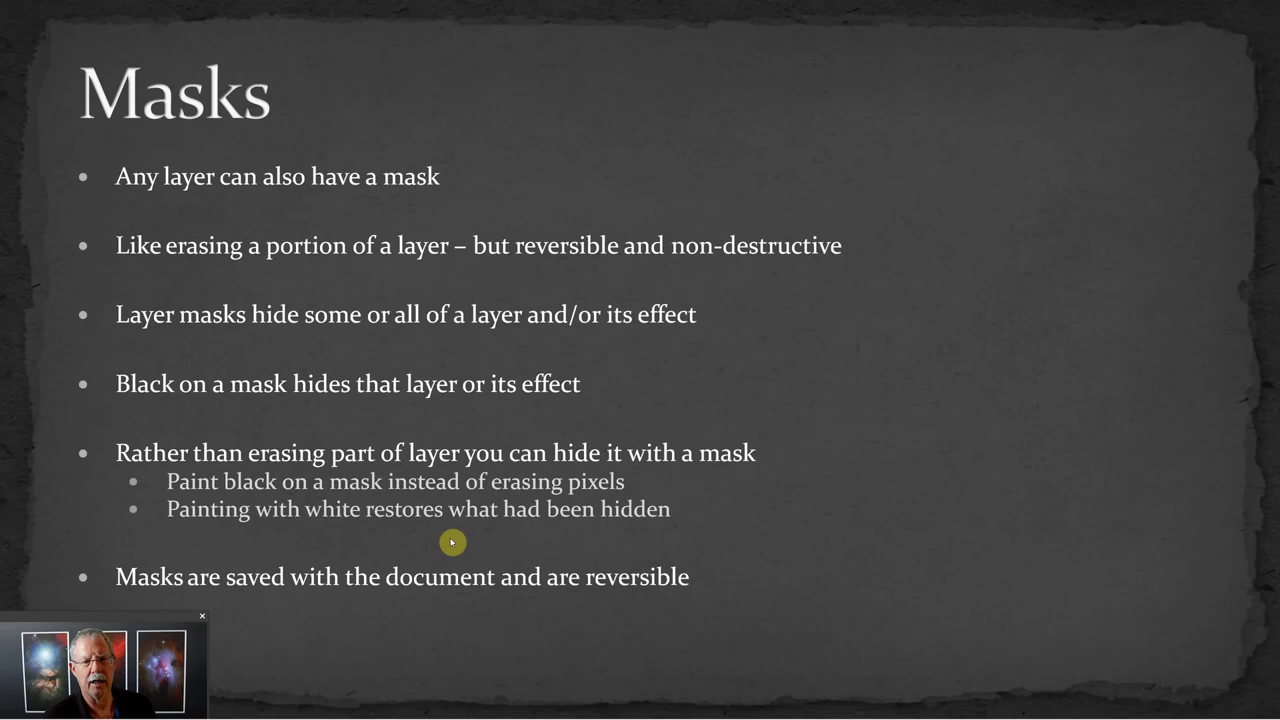 Masks
• Any layer can also have a mask
• Like erasing a portion of a layer – but reversible and non-destructive
• Layer masks hide some or all of a layer and/or its effect
• Black on a mask hides that layer or its effect
• Rather than erasing part of layer you can hide it with a mask
• Paint black on a mask instead of erasing pixels
• Painting with white restores what had been hidden
• Masks are saved with the document and are reversible